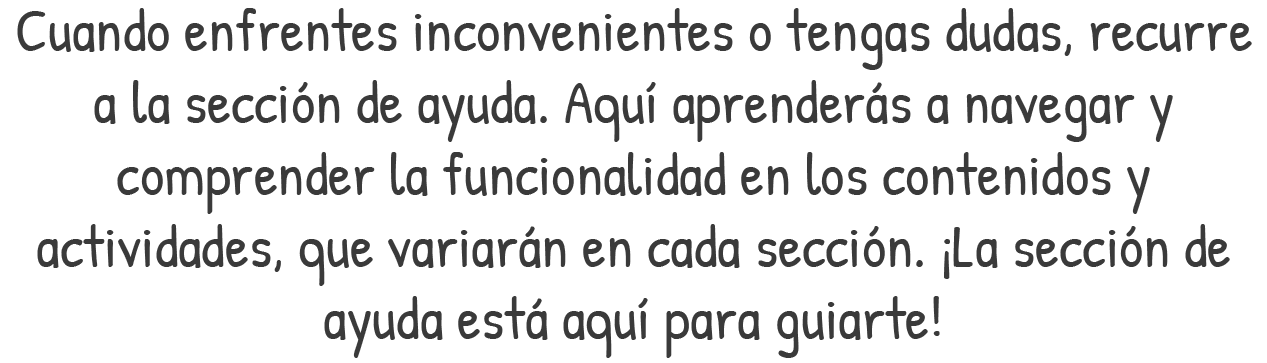 Cuando enfrentes inconvenientes o tengas dudas, recurre
a la sección de ayuda. Aquí aprenderás a navegar y
comprender la funcionalidad en los contenidos y
actividades, que variarán en cada sección. ¡La sección de
ayuda está aquí para guiarte!